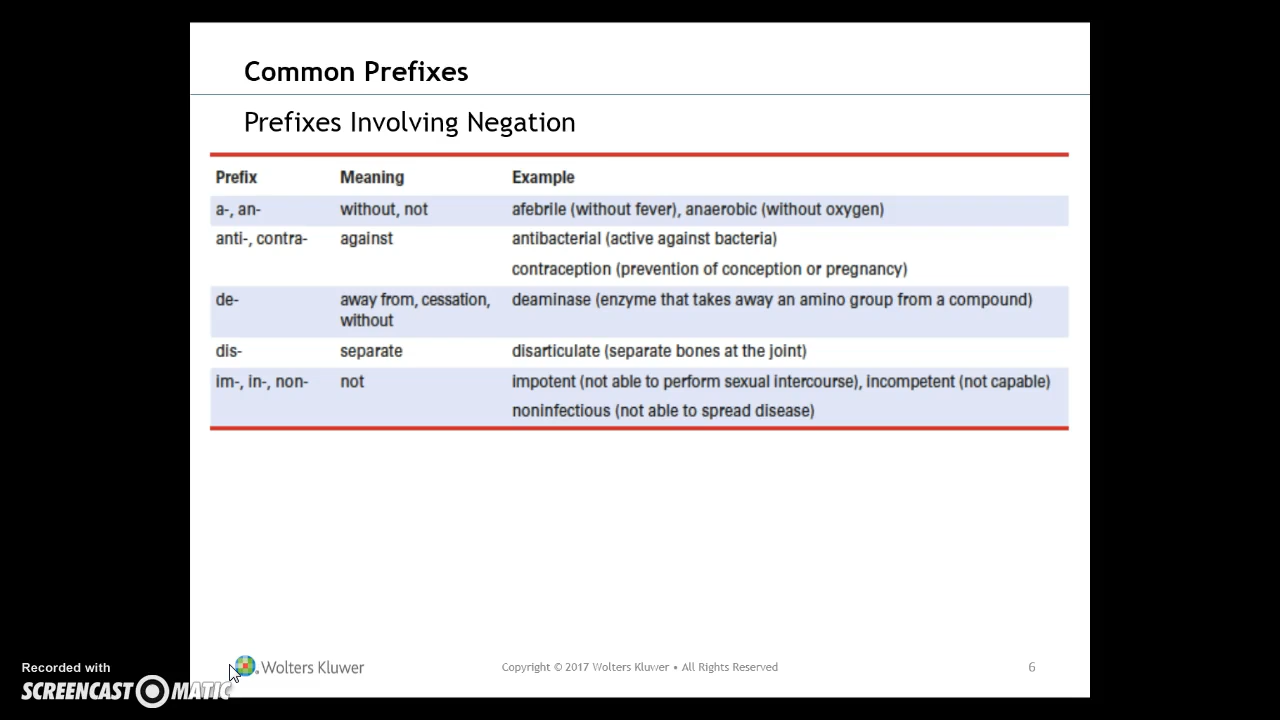 Common Prefixes
Prefixes Involving Negation
Prefix Meaning Example
a-, an- without, not afebrile (without fever), anaerobic (without oxygen)
anti-, contra- against antibacterial (active against bacteria)
contraception (prevention of conception or pregnancy)
de- away from, cessation, deaminase (enzyme that takes away an amino group from a compound)
without
dis- separate disarticulate (separate bones at the joint)
im-, in-, non- not impotent (not able to perform sexual intercourse), incompetent (not capable)
noninfectious (not able to spread disease)
Wolters Kluwer Copyright © 2017 Wolters Kluwer • All Rights Reserved 6
Recorded with
SCREENCAST MATIC